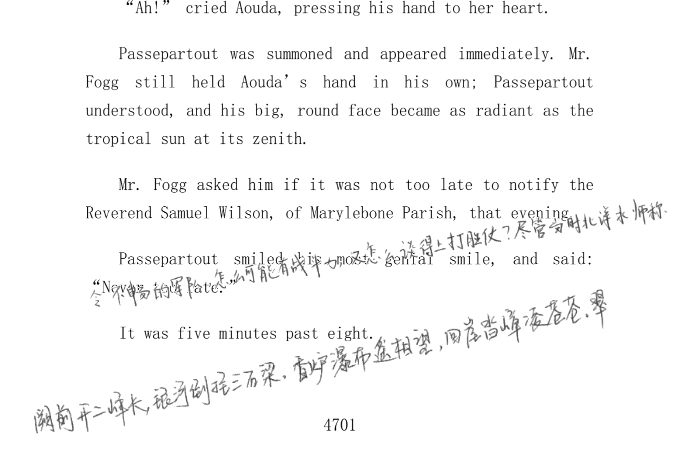 “Ah!” cried Aouda, pressing his hand to her heart.
Passepartout was summoned and appeared immediately. Mr.
Fogg still held Aouda’s hand in his own; Passepartout
understood, and his big, round face became as radiant as the
tropical sun at its zenith.
Mr. Fogg asked him if it was not too late to notify the
Reverend Samuel Wilson, of Marylebone Parish, that evening.
Passepartout smiled his most genial smile, and said:
“Never too late.”
令不畅的军队,怎么可能有战斗力,又怎么谈得上打胜仗?尽管当时北洋水师称
It was five minutes past eight.
阙前开二峰长,银河倒挂三石梁。香炉瀑布遥相望,回崖沓嶂凌苍苍。翠
4701